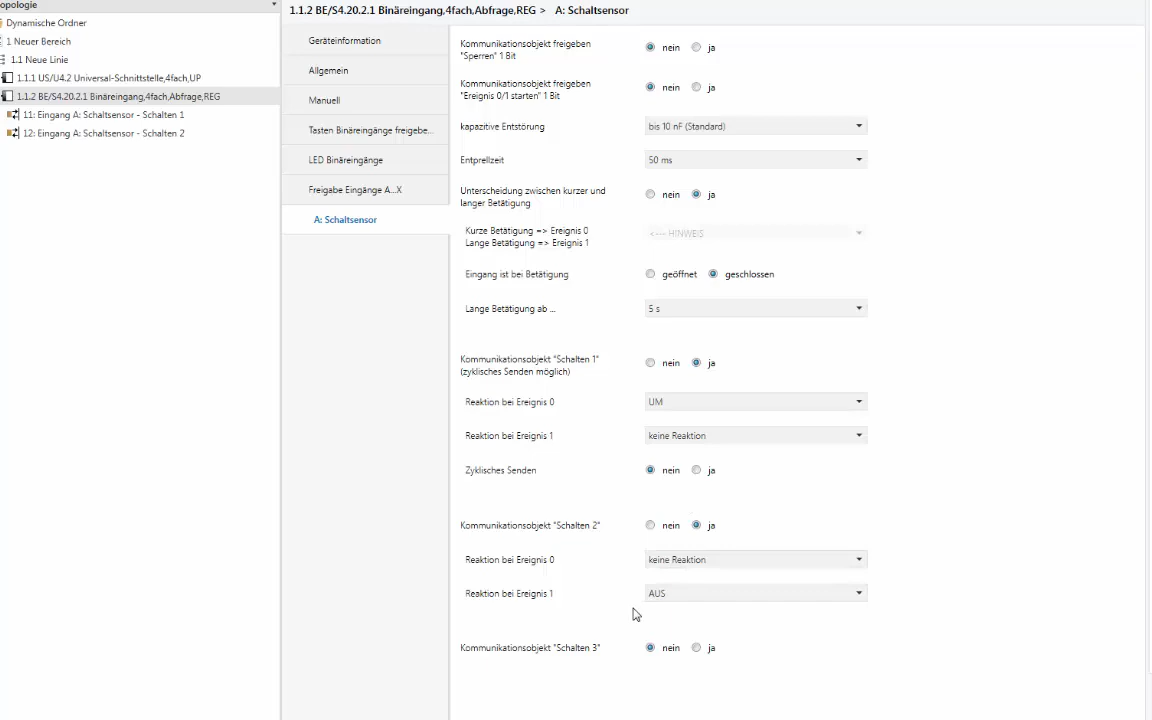 opologie
Dynamische Ordner
1 Neuer Bereich
1.1 Neue Linie
1.1.1 US/U4.2 Universal-Schnittstelle,4fach,UP
1.1.2 BE/S4.20.2.1 Binäreingang,4fach,Abfrage,REG
11: Eingang A: Schaltsensor - Schalten 1
12: Eingang A: Schaltsensor - Schalten 2
1.1.2 BE/S4.20.2.1 Binäreingang,4fach,Abfrage,REG > A: Schaltsensor
Geräteinformation
Allgemein
Manuell
Tasten Binäreingänge freigebe...
LED Binäreingänge
Freigabe Eingänge A...X
A: Schaltsensor
Kommunikationsobjekt freigeben
"Sperren" 1 Bit
nein ja
Kommunikationsobjekt freigeben
"Ereignis 0/1 starten" 1 Bit
nein ja
kapazitive Entstörung
bis 10 nF (Standard)
Entprellzeit
50 ms
Unterscheidung zwischen kurzer und
langer Betätigung
nein ja
Kurze Betätigung => Ereignis 0
Lange Betätigung => Ereignis 1
<--- HINWEIS
Eingang ist bei Betätigung
geöffnet geschlossen
Lange Betätigung ab ...
5 s
Kommunikationsobjekt "Schalten 1"
(zyklisches Senden möglich)
nein ja
Reaktion bei Ereignis 0
UM
Reaktion bei Ereignis 1
keine Reaktion
Zyklisches Senden
nein ja
Kommunikationsobjekt "Schalten 2"
nein ja
Reaktion bei Ereignis 0
keine Reaktion
Reaktion bei Ereignis 1
AUS
Kommunikationsobjekt "Schalten 3"
nein ja